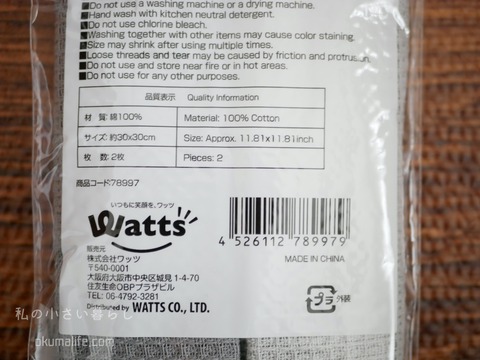 Do not use a washing machine or a drying machine.
■Hand wash with kitchen neutral detergent.
■Do not use chlorine bleach.
■Washing together with other items may cause color staining.
■Size may shrink after using multiple times.
■Loose threads and tear may be caused by friction and protrusion.
■Do not use and store near fire or in hot areas.
■Do not use for any other purposes.
品質表示 Quality Information
材 質：綿100% Material: 100% Cotton
サイズ：約30x30cm Size: Approx. 11.81x11.81inch
枚 数：2枚 Pieces: 2
商品コード78997
いつもに笑顔を、ワッツ
Watts
4 526112 789979
販売元
株式会社ワッツ
〒540-0001
大阪府大阪市中央区城見 1-4-70
住友生命OBPプラザビル
TEL: 06-4792-3281
Distributed by WATTS CO., LTD.
MADE IN CHINA
プラ 外装
私の小さい暮らし
okumalife.com